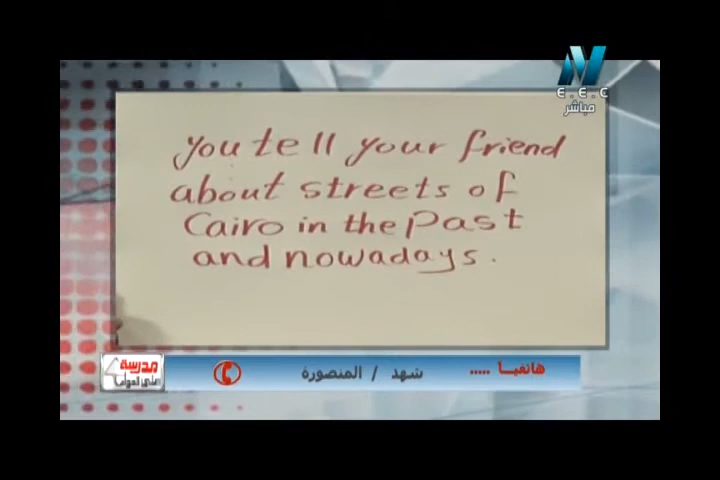 E.E.C
مباشر
you tell your friend
about streets of
Cairo in the past
and nowadays.
هاتفيا .....
شهد / المنصورة
مدرسة
على الهواء